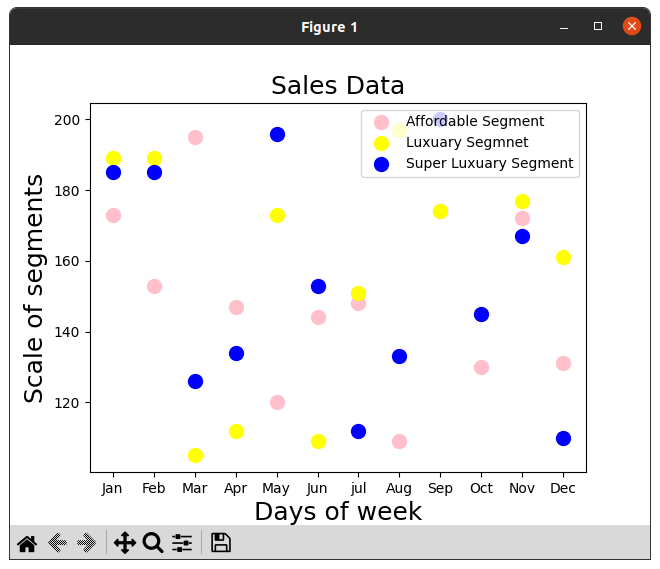 Figure 1
Sales Data
Affordable Segment
Luxuary Segmnet
Super Luxuary Segment
Scale of segments
200
180
160
140
120
Jan Feb Mar Apr May Jun jul Aug Sep Oct Nov Dec
Days of week